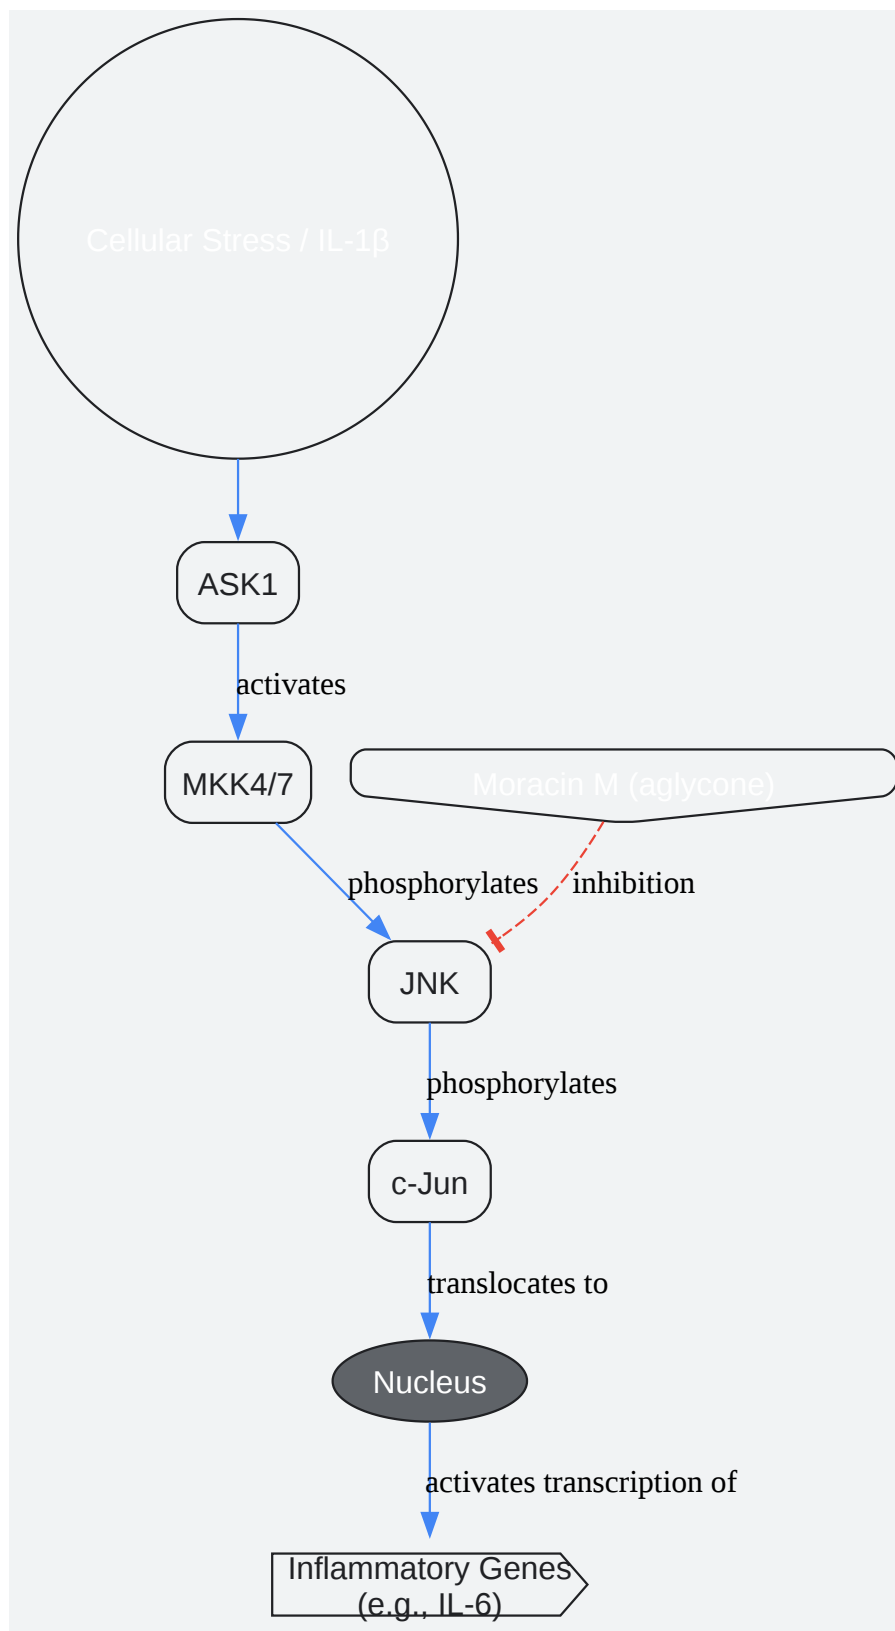 Cellular Stress / IL-1β
ASK1
activates
MKK4/7
Moracin M (aglycone)
phosphorylates
inhibition
JNK
phosphorylates
c-Jun
translocates to
Nucleus
activates transcription of
Inflammatory Genes
(e.g., IL-6)